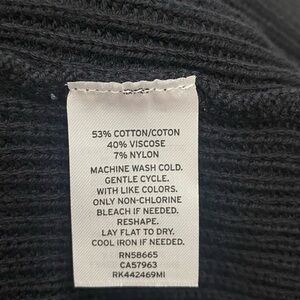 53% COTTON/COTON
40% VISCOSE
7% NYLON
MACHINE WASH COLD.
GENTLE CYCLE.
WITH LIKE COLORS.
ONLY NON-CHLORINE
BLEACH IF NEEDED.
RESHAPE.
LAY FLAT TO DRY.
COOL IRON IF NEEDED.
RN58665
CA57963
RK442469MI